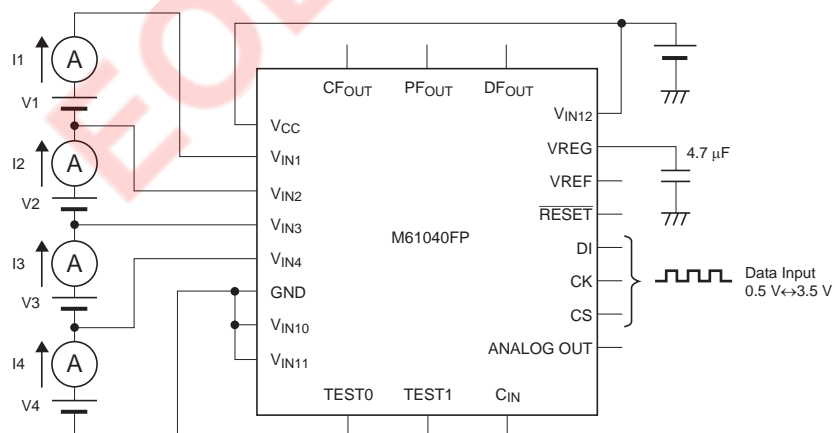 I1
A
V1
I2
A
V2
I3
A
V3
I4
A
V4
CFOUT
PFOUT
DFOUT
VCC
VIN1
VIN2
VIN3
VIN4
GND
VIN10
VIN11
M61040FP
VIN12
VREG
VREF
RESET
DI
CK
CS
ANALOG OUT
TEST0
TEST1
CIN
4.7 μF
Data Input
0.5 V↔3.5 V